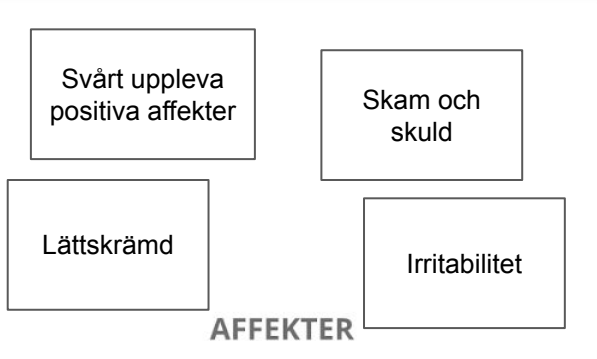 Svårt uppleva
positiva affekter
Skam och
skuld
Lättskrämd
Irritabilitet
AFFEKTER